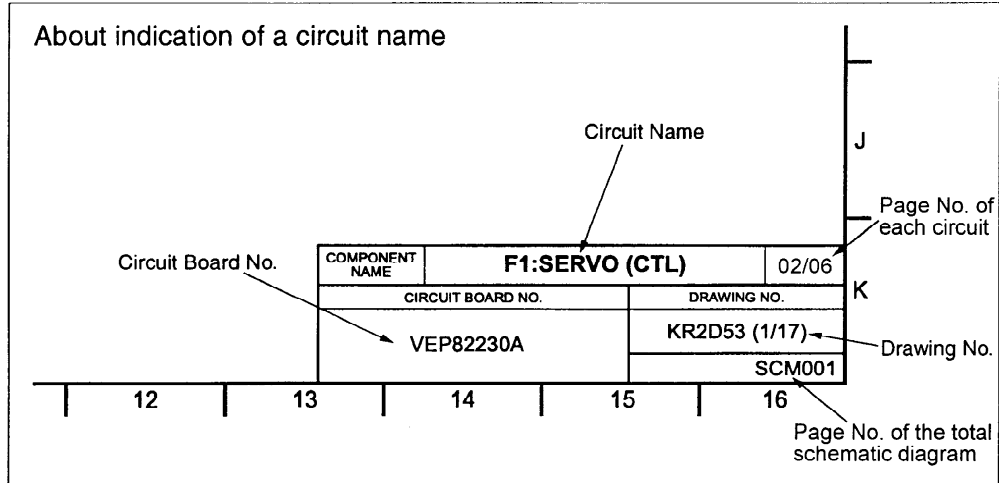 About indication of a circuit name
Circuit Name
J
Page No. of
each circuit
Circuit Board No.
COMPONENT
NAME
F1:SERVO (CTL)
02/06
K
CIRCUIT BOARD NO.
DRAWING NO.
VEP82230A
KR2D53 (1/17)
Drawing No.
SCM001
12
13
14
15
16
Page No. of the total
schematic diagram